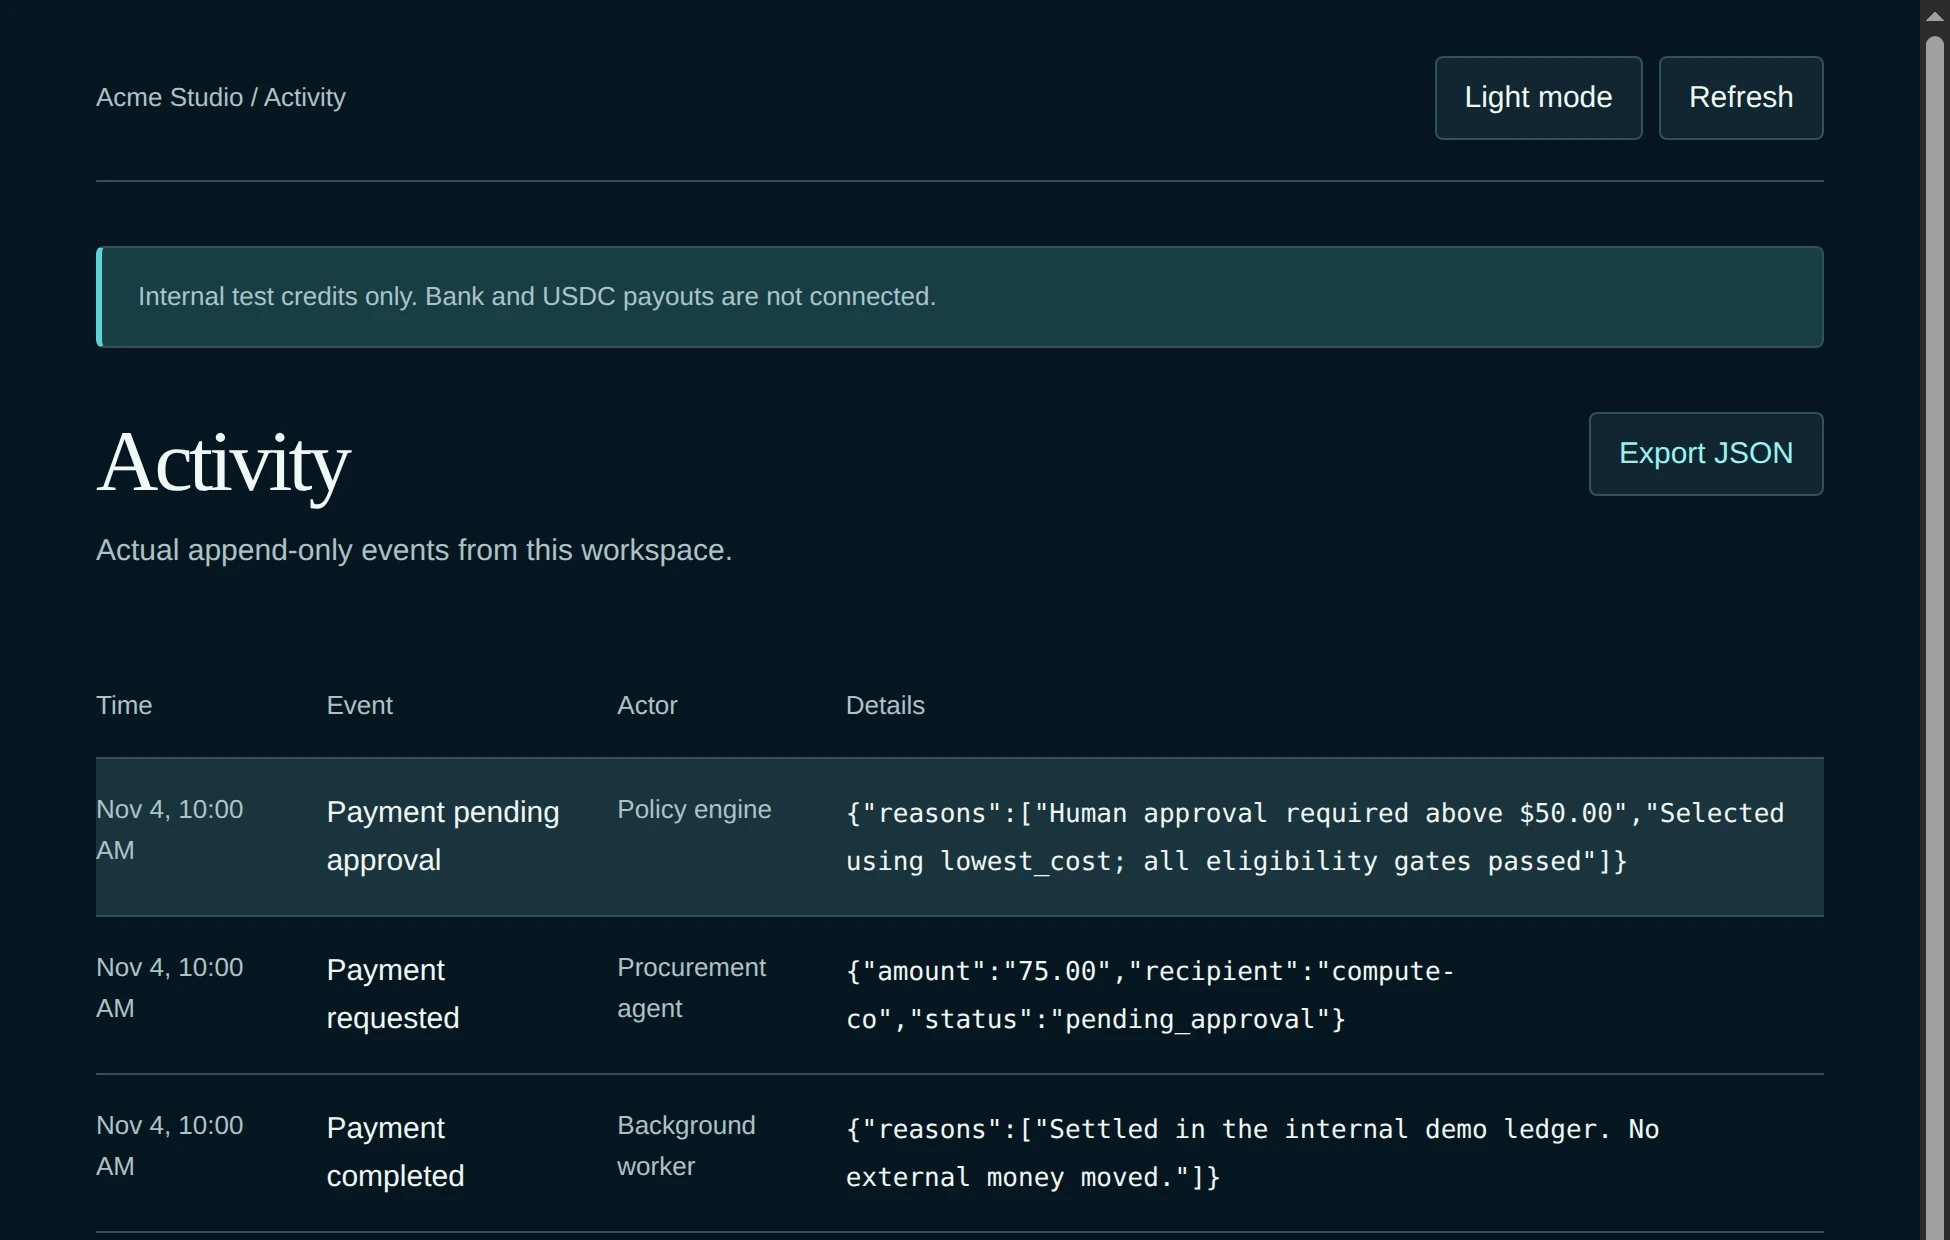 Acme Studio / Activity
Light mode
Refresh
Internal test credits only. Bank and USDC payouts are not connected.
Activity
Export JSON
Actual append-only events from this workspace.
Time
Event
Actor
Details
Nov 4, 10:00
AM
Payment pending
approval
Policy engine
{"reasons":["Human approval required above $50.00","Selected
using lowest_cost; all eligibility gates passed"]}
Nov 4, 10:00
AM
Payment
requested
Procurement
agent
{"amount":"75.00","recipient":"compute-
co","status":"pending_approval"}
Nov 4, 10:00
AM
Payment
completed
Background
worker
{"reasons":["Settled in the internal demo ledger. No
external money moved."]}